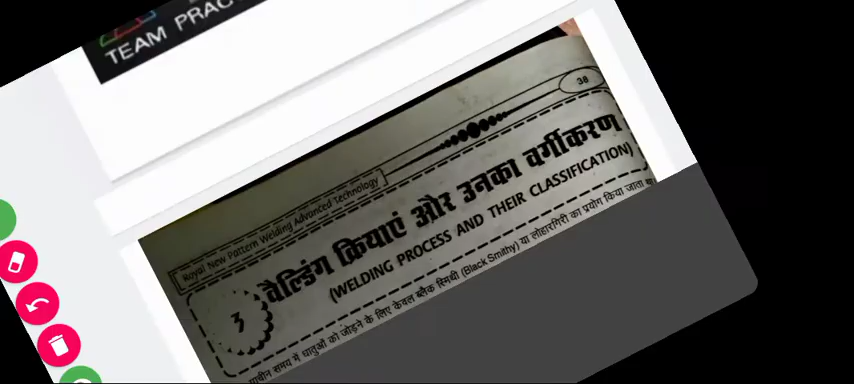 TEAM
38
Royal New Pattern Welding Advanced Technology
3
वेल्डिंग क्रियाएं और उनका वर्गीकरण
(WELDING PROCESS AND THEIR CLASSIFICATION)
प्राचीन समय में धातुओं को जोड़ने के लिए केवल ब्लैक स्मिथी (Black Smithy) या लोहारगिरी का प्रयोग किया जाता था